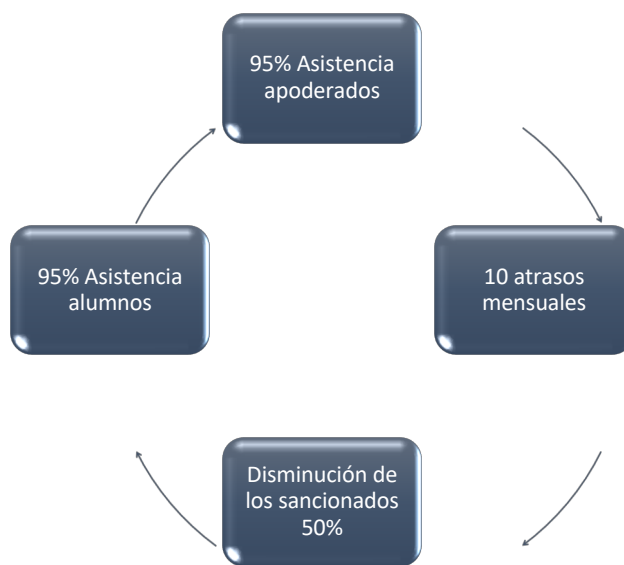 95% Asistencia
apoderados
95% Asistencia
alumnos
10 atrasos
mensuales
Disminución de
los sancionados
50%